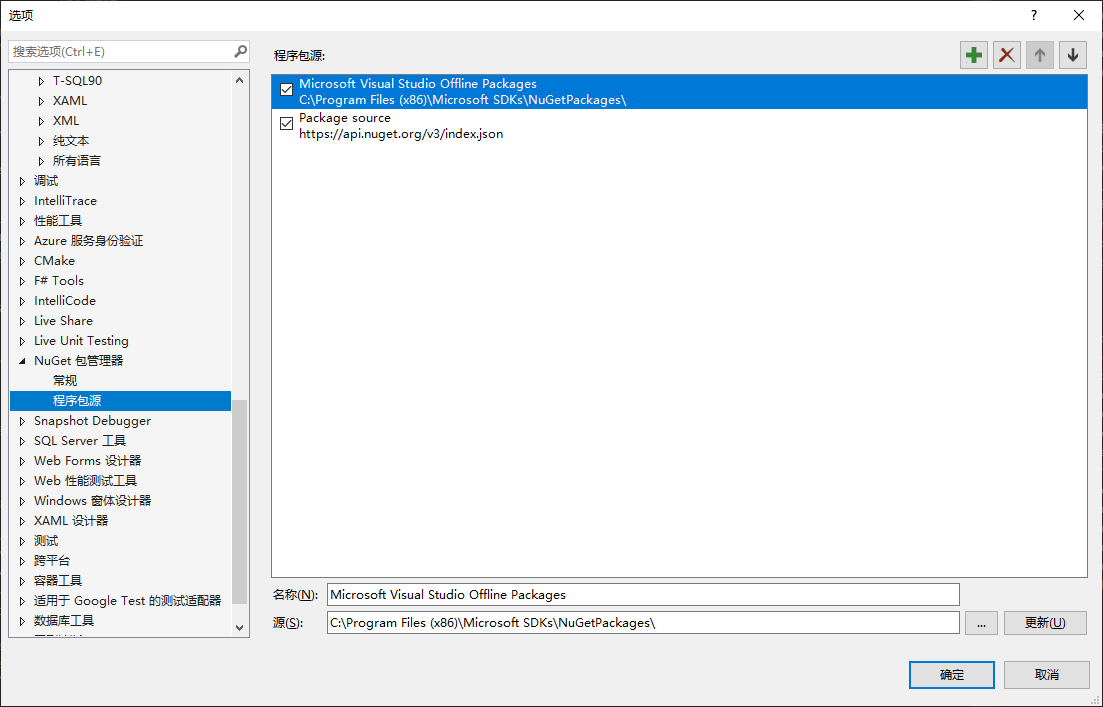 选项
?
搜索选项(Ctrl+E)
T-SQL90
XAML
XML
纯文本
所有语言
调试
IntelliTrace
性能工具
Azure 服务身份验证
CMake
F# Tools
IntelliCode
Live Share
Live Unit Testing
NuGet 包管理器
常规
程序包源
Snapshot Debugger
SQL Server 工具
Web Forms 设计器
Web 性能测试工具
Windows 窗体设计器
XAML 设计器
测试
跨平台
容器工具
适用于 Google Test 的测试适配器
数据库工具
程序包源:
Microsoft Visual Studio Offline Packages
C:\Program Files (x86)\Microsoft SDKs\NuGetPackages\
Package source
https://api.nuget.org/v3/index.json
名称(N): Microsoft Visual Studio Offline Packages
源(S): C:\Program Files (x86)\Microsoft SDKs\NuGetPackages\ ... 更新(U)
确定 取消